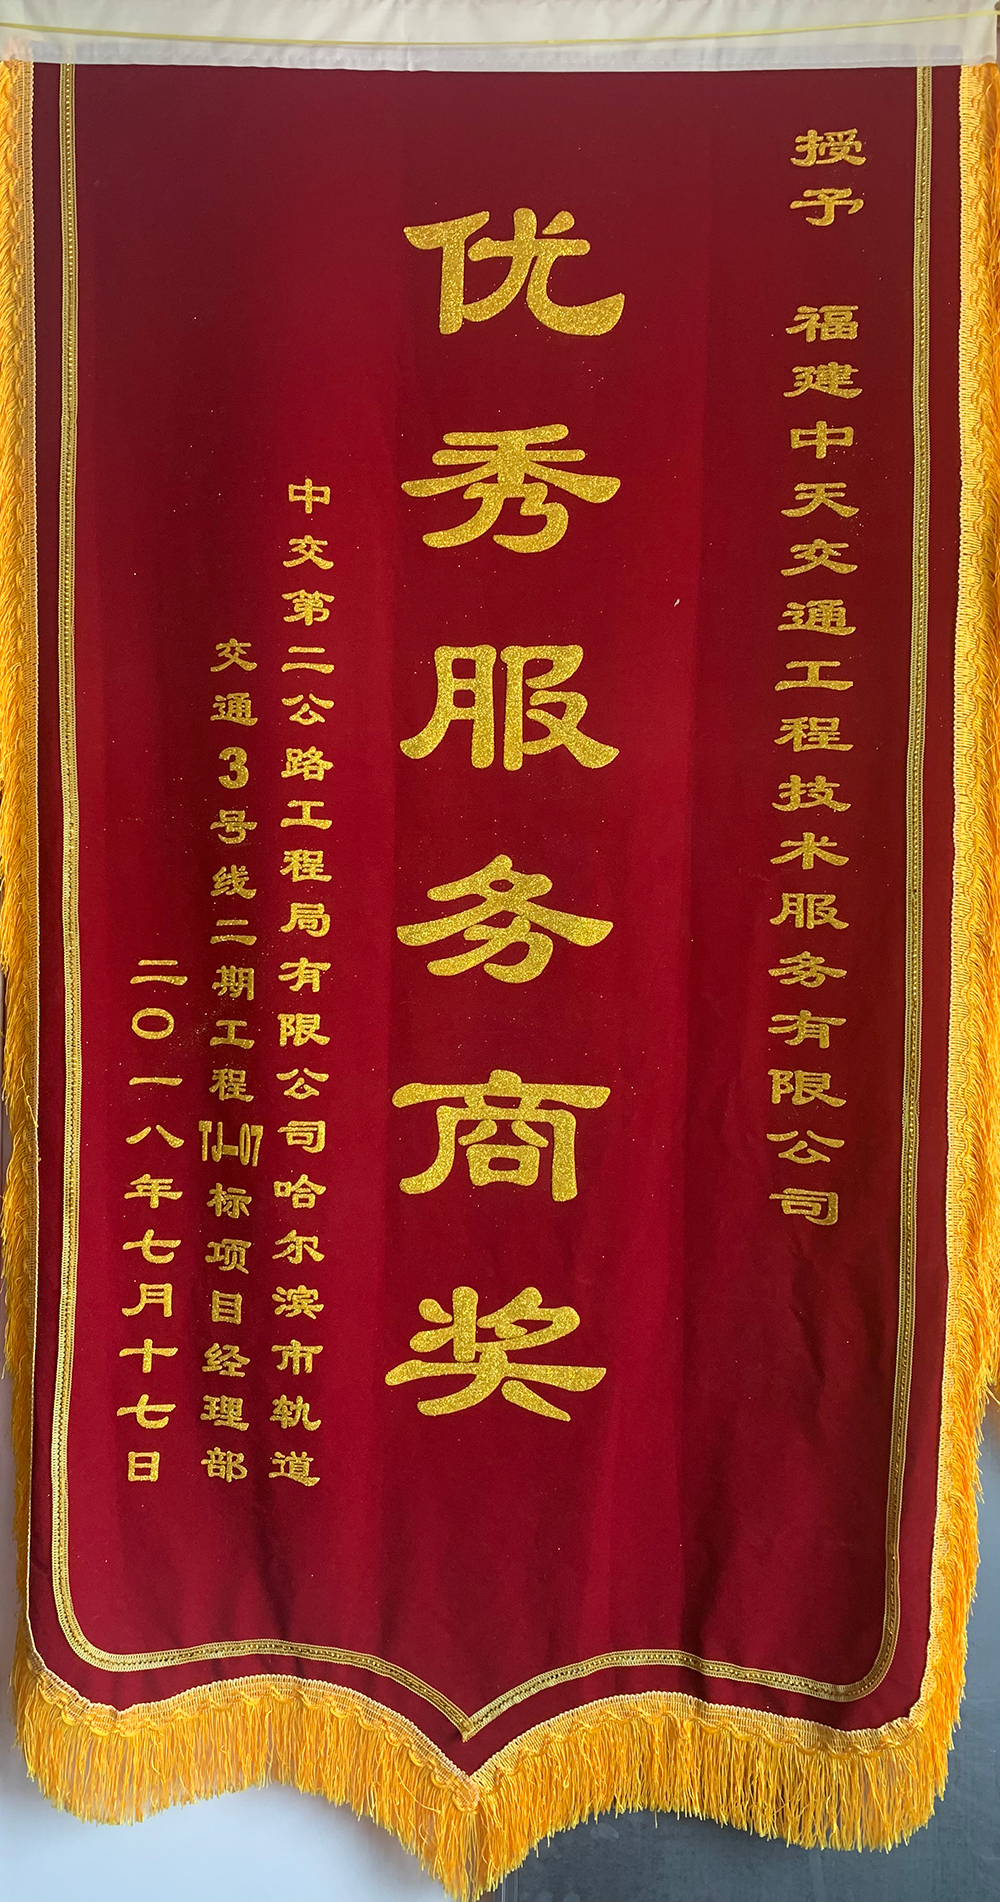 授予 福建中天交通工程技术服务有限公司
优秀服务商奖
中交第二公路工程局有限公司哈尔滨市轨道
交通3号线二期工程TJ-07标项目经理部
二〇一八年七月十七日